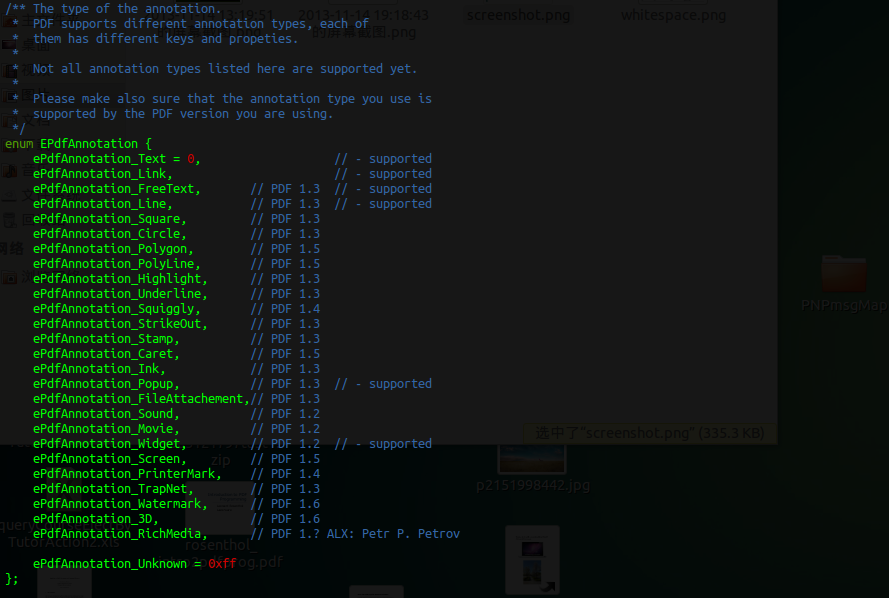 /** The type of the annotation.
 *  PDF supports different annotation types, each of
 *  them has different keys and propeties.
 *
 *  Not all annotation types listed here are supported yet.
 *
 *  Please make also sure that the annotation type you use is
 *  supported by the PDF version you are using.
 */
enum EPdfAnnotation {
    ePdfAnnotation_Text = 0,                   // - supported
    ePdfAnnotation_Link,                       // - supported
    ePdfAnnotation_FreeText,       // PDF 1.3  // - supported
    ePdfAnnotation_Line,           // PDF 1.3  // - supported
    ePdfAnnotation_Square,         // PDF 1.3
    ePdfAnnotation_Circle,         // PDF 1.3
    ePdfAnnotation_Polygon,        // PDF 1.5
    ePdfAnnotation_PolyLine,       // PDF 1.5
    ePdfAnnotation_Highlight,      // PDF 1.3
    ePdfAnnotation_Underline,      // PDF 1.3
    ePdfAnnotation_Squiggly,       // PDF 1.4
    ePdfAnnotation_StrikeOut,      // PDF 1.3
    ePdfAnnotation_Stamp,          // PDF 1.3
    ePdfAnnotation_Caret,          // PDF 1.5
    ePdfAnnotation_Ink,            // PDF 1.3
    ePdfAnnotation_Popup,          // PDF 1.3  // - supported
    ePdfAnnotation_FileAttachement,// PDF 1.3
    ePdfAnnotation_Sound,          // PDF 1.2
    ePdfAnnotation_Movie,          // PDF 1.2
    ePdfAnnotation_Widget,         // PDF 1.2  // - supported
    ePdfAnnotation_Screen,         // PDF 1.5
    ePdfAnnotation_PrinterMark,    // PDF 1.4
    ePdfAnnotation_TrapNet,        // PDF 1.3
    ePdfAnnotation_Watermark,      // PDF 1.6
    ePdfAnnotation_3D,             // PDF 1.6
    ePdfAnnotation_RichMedia,      // PDF 1.? ALX: Petr P. Petrov
    ePdfAnnotation_Unknown = 0xff
};
2013-11-14 19:18:43
的屏幕截图.png
screenshot.png
whitespace.png
PNPmsgMap
选中了"screenshot.png" (335.3 KB)
zip
p2151998442.jpg
TutorAction2.xls
rosenthol_